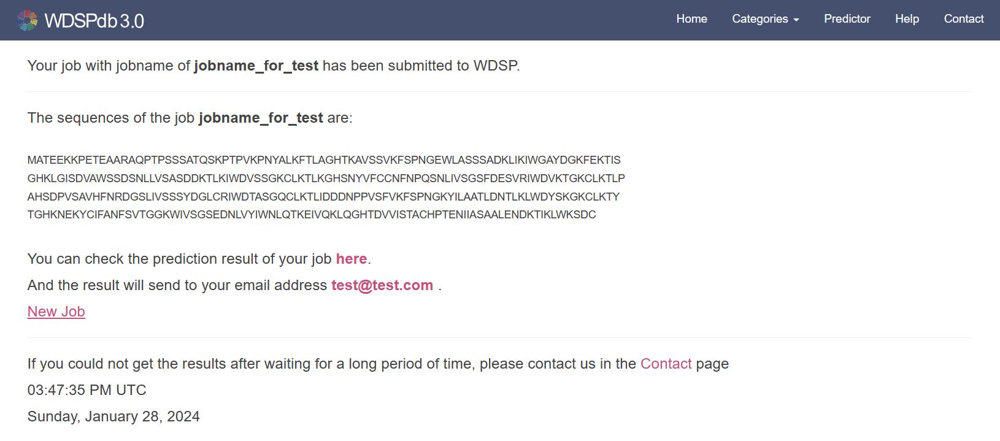 WDSPdb 3.0
Home Categories Predictor Help Contact
Your job with jobname of jobname_for_test has been submitted to WDSP.
The sequences of the job jobname_for_test are:
MATEEKKPETEAARAQPTPSSSATQSKPTPVKPNYALKFTLAGHTKAVSSVKFSPNGEWLASSSADKLIKIWGAYDGKFEKTIS
GHKLGISDVAWSSDSNLLVSASDDKTLKIWDVSSGKCLKTLKGHSNYVFCCNFNPQSNLIVSGSFDESVRIWDVKTGKCLKTLP
AHSDPVSAVHFNRDGSLIVSSSYDGLCRIWDTASGQCLKTLIDDDNPPVSFVKFSPNGKYILAATLDNTLKLWDYSKGKCLKTY
TGHKNEKYCIFANFSVTGGKWIVSGSEDNLVYIWNLQTKEIVQKLQGHTDVVISTACHPTENIIASAALENDKTIKLWKSDC
You can check the prediction result of your job here.
And the result will send to your email address test@test.com .
New Job
If you could not get the results after waiting for a long period of time, please contact us in the Contact page
03:47:35 PM UTC
Sunday, January 28, 2024